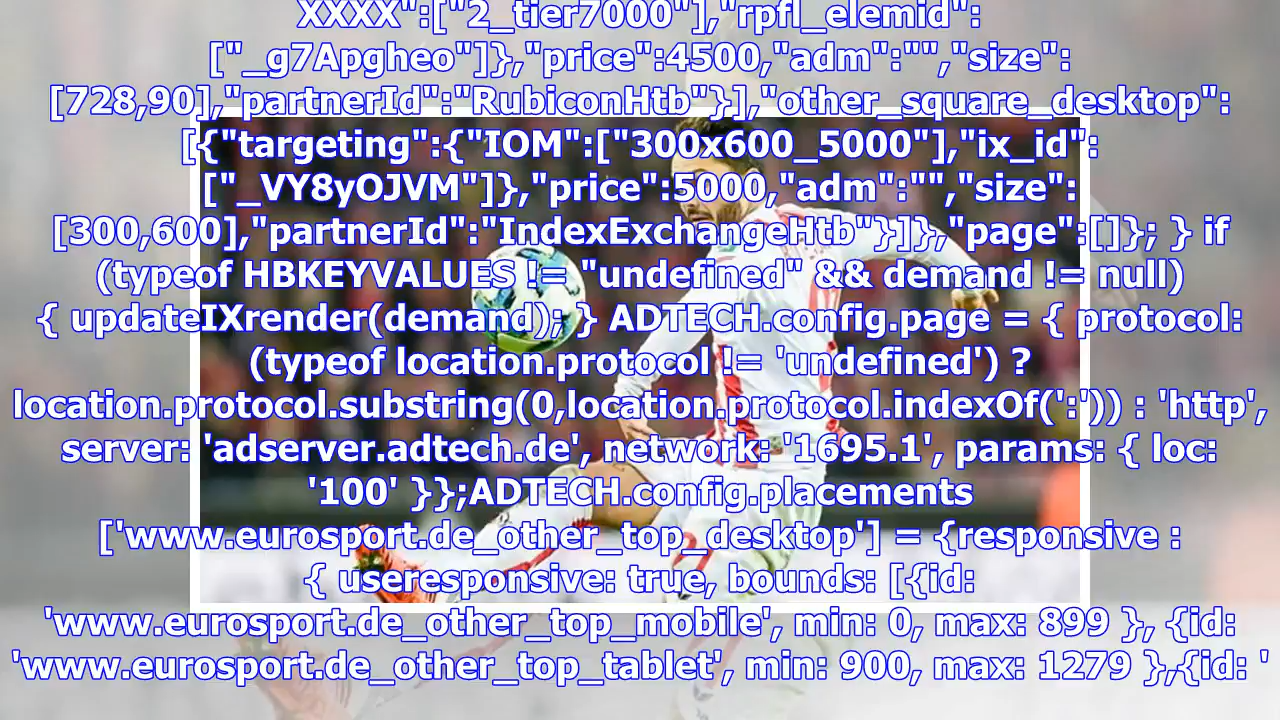 XXXX":["2_tier7000"],"rpfl_elemid":
["_g7Apgheo"]},"price":4500,"adm":"","size":
[728,90],"partnerId":"RubiconHtb"}],"other_square_desktop":
[{"targeting":{"IOM":["300x600_5000"],"ix_id":
["_VY8yOJVM"]},"price":5000,"adm":"","size":
[300,600],"partnerId":"IndexExchangeHtb"}]},"page":[]}; } if
(typeof HBKEYVALUES != "undefined" && demand != null)
{ updateIXrender(demand); } ADTECH.config.page = { protocol:
(typeof location.protocol != 'undefined') ?
location.protocol.substring(0,location.protocol.indexOf(':')) : 'http',
server: 'adserver.adtech.de', network: '1695.1', params: { loc:
'100' }};ADTECH.config.placements
['www.eurosport.de_other_top_desktop'] = {responsive :
{ useresponsive: true, bounds: [{id:
'www.eurosport.de_other_top_mobile', min: 0, max: 899 }, {id:
'www.eurosport.de_other_top_tablet', min: 900, max: 1279 },{id: '